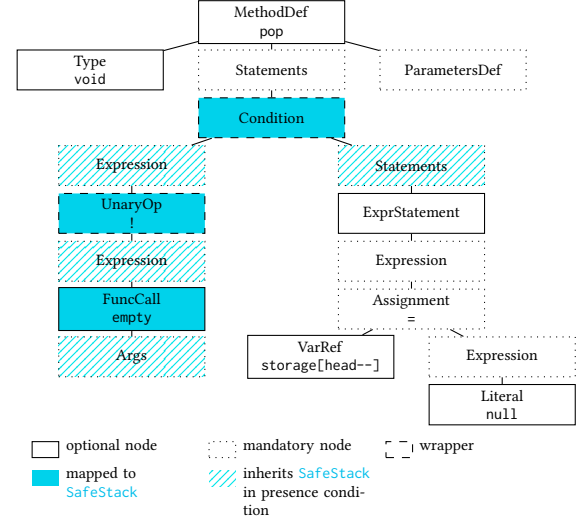 MethodDef
pop
Type
void
Statements
ParametersDef
Condition
Expression
Statements
UnaryOp
!
ExprStatement
Expression
Expression
FuncCall
empty
Assignment
=
Args
VarRef
storage[head--]
Expression
Literal
null
optional node
mandatory node
wrapper
mapped to
SafeStack
inherits SafeStack
in presence condi-
tion